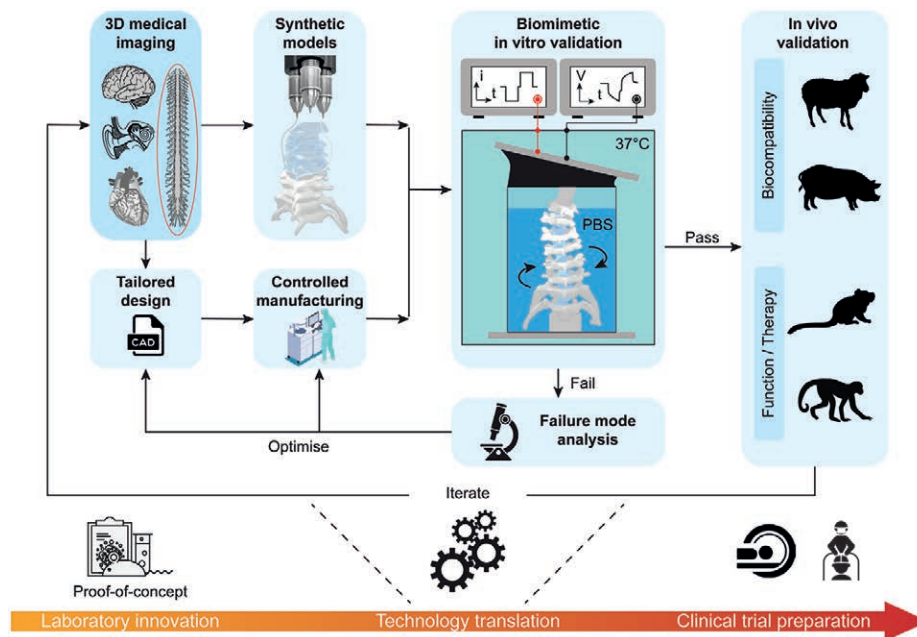 3D medical
imaging
Synthetic
models
Biomimetic
in vitro validation
In vivo
validation
i
t
V
t
37°C
PBS
Biocompatibility
Pass
Tailored
design
CAD
Controlled
manufacturing
Function / Therapy
Fail
Failure mode
analysis
Optimise
Iterate
Proof-of-concept
Laboratory innovation
Technology translation
Clinical trial preparation